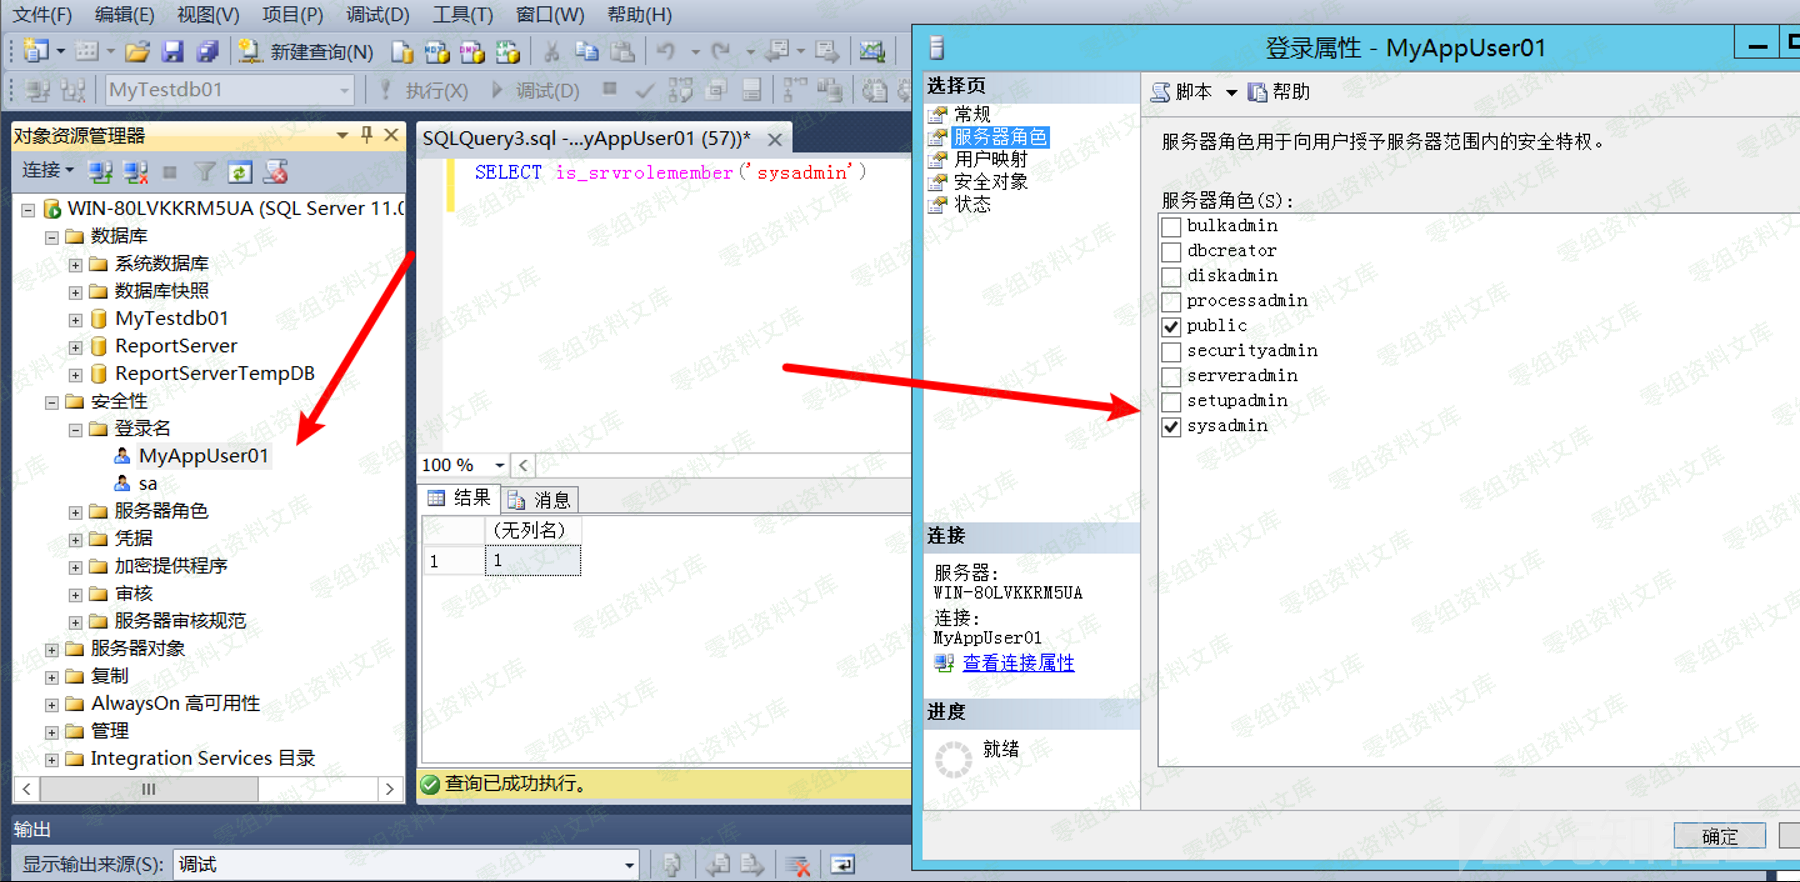 文件(F) 编辑(E) 视图(V) 项目(P) 调试(D) 工具(T) 窗口(W) 帮助(H)
新建查询(N)
MyTestdb01 执行(X) 调试(D)
对象资源管理器
连接
WIN-80LVKKRM5UA (SQL Server 11.0
数据库
系统数据库
数据库快照
MyTestdb01
ReportServer
ReportServerTempDB
安全性
登录名
MyAppUser01
sa
服务器角色
凭据
加密提供程序
审核
服务器审核规范
服务器对象
复制
AlwaysOn 高可用性
管理
Integration Services 目录
SQLQuery3.sql -...yAppUser01 (57))*
SELECT is_srvrolemember('sysadmin')
100 %
结果 消息
(无列名)
1 1
查询已成功执行。
输出
显示输出来源(S): 调试
登录属性 - MyAppUser01
选择页
常规
服务器角色
用户映射
安全对象
状态
连接
服务器:
WIN-80LVKKRM5UA
连接:
MyAppUser01
查看连接属性
进度
就绪
脚本 帮助
服务器角色用于向用户授予服务器范围内的安全特权。
服务器角色(S):
bulkadmin
dbcreator
diskadmin
processadmin
public
securityadmin
serveradmin
setupadmin
sysadmin
确定
零组资料文库
先知社区